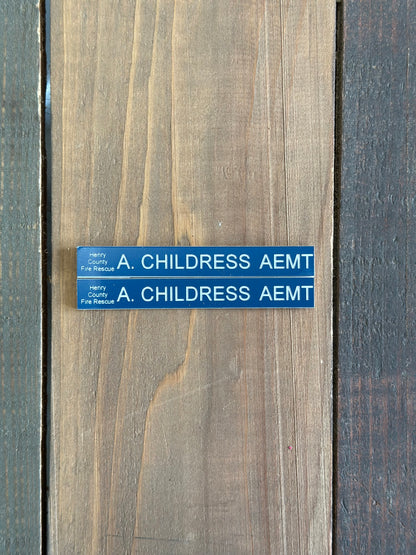 Henry
County
Fire Rescue
A. CHILDRESS AEMT
Henry
County
Fire Rescue
A. CHILDRESS AEMT